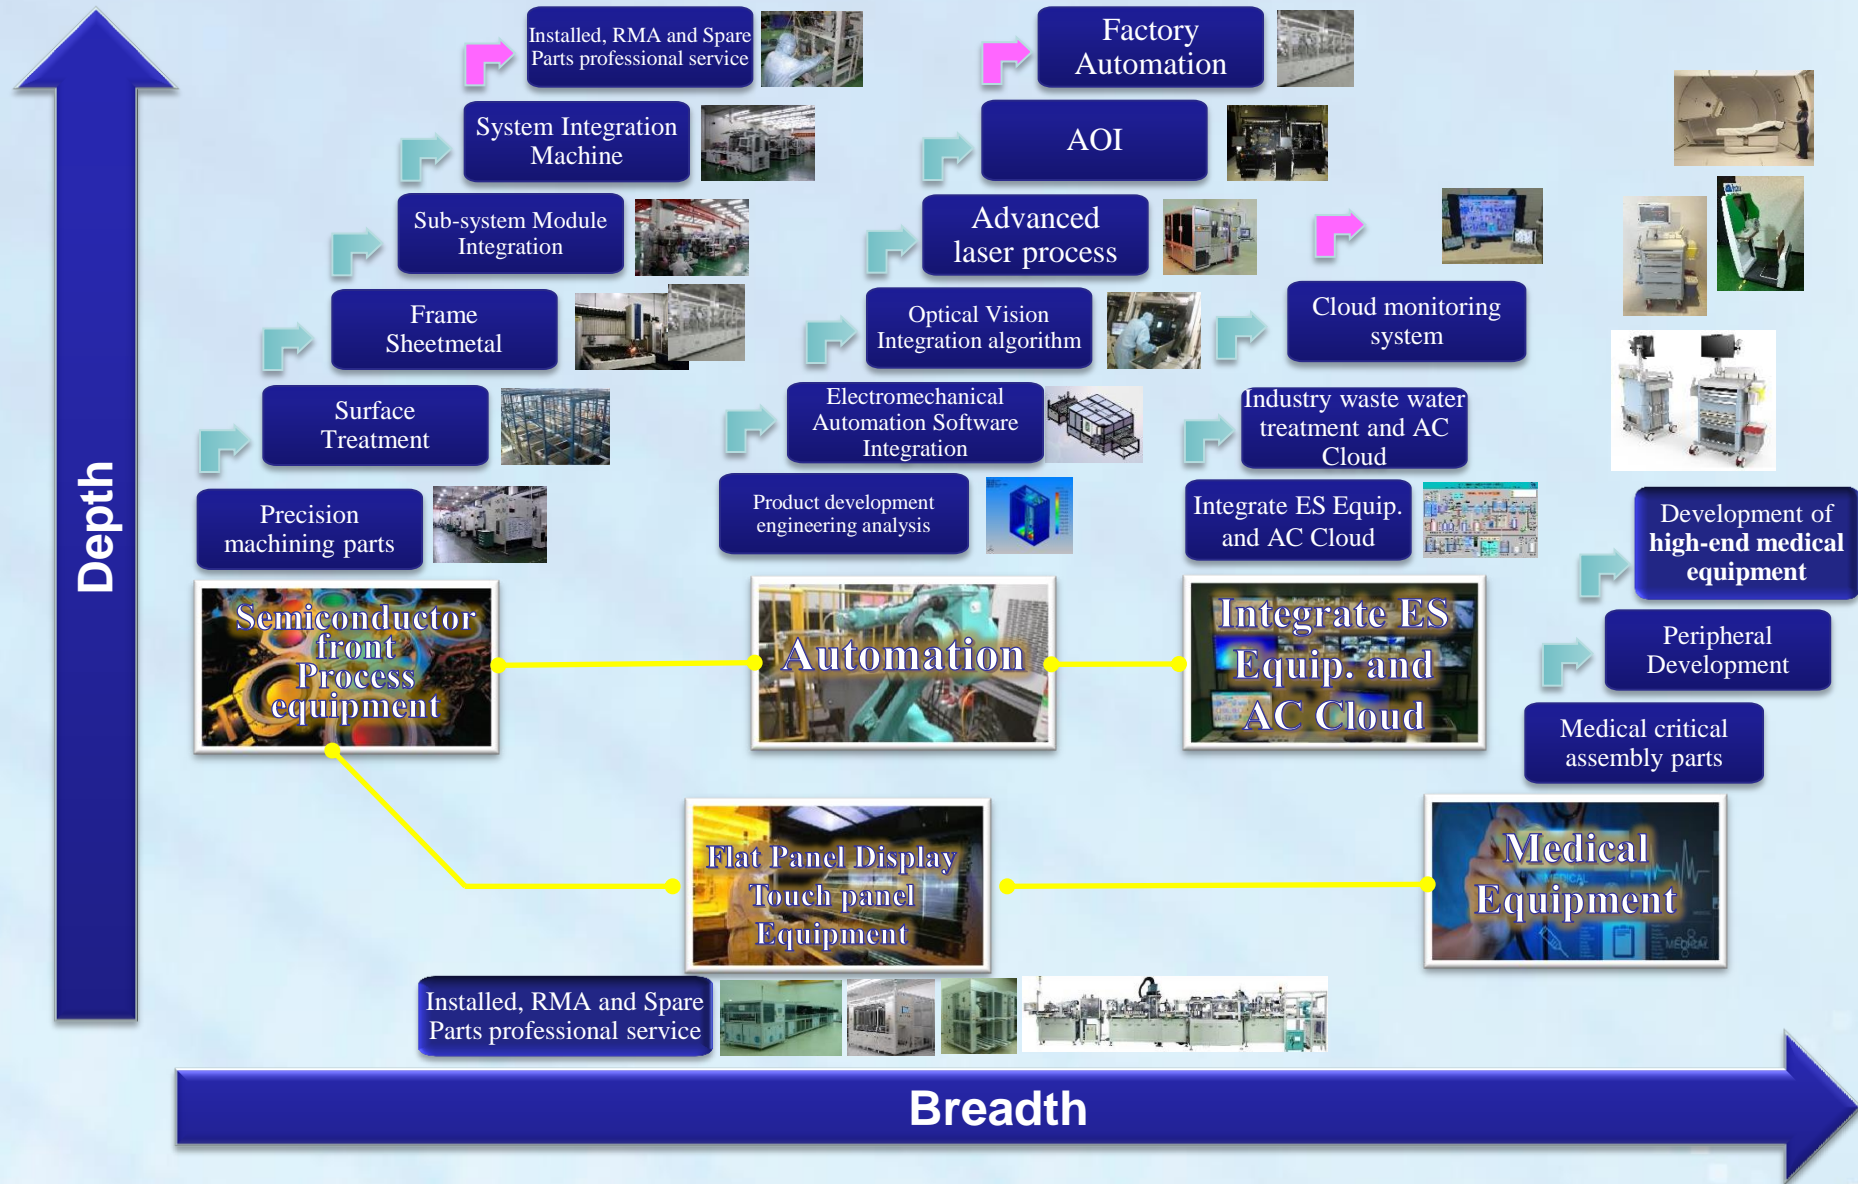 Depth
Installed, RMA and Spare
Parts professional service
System Integration
Machine
Sub-system Module
Integration
Frame
Sheetmetal
Surface
Treatment
Precision
machining parts
Semiconductor
front
Process
equipment
Factory
Automation
AOI
Advanced
laser process
Optical Vision
Integration algorithm
Electromechanical
Automation Software
Integration
Product development
engineering analysis
Automation
Cloud monitoring
system
Industry waste water
treatment and AC
Cloud
Integrate ES Equip.
and AC Cloud
Integrate ES
Equip. and
AC Cloud
Development of
high-end medical
equipment
Peripheral
Development
Medical critical
assembly parts
Medical
Equipment
MEDICAL
MEDICAL
Flat Panel Display
Touch panel
Equipment
Installed, RMA and Spare
Parts professional service
Breadth